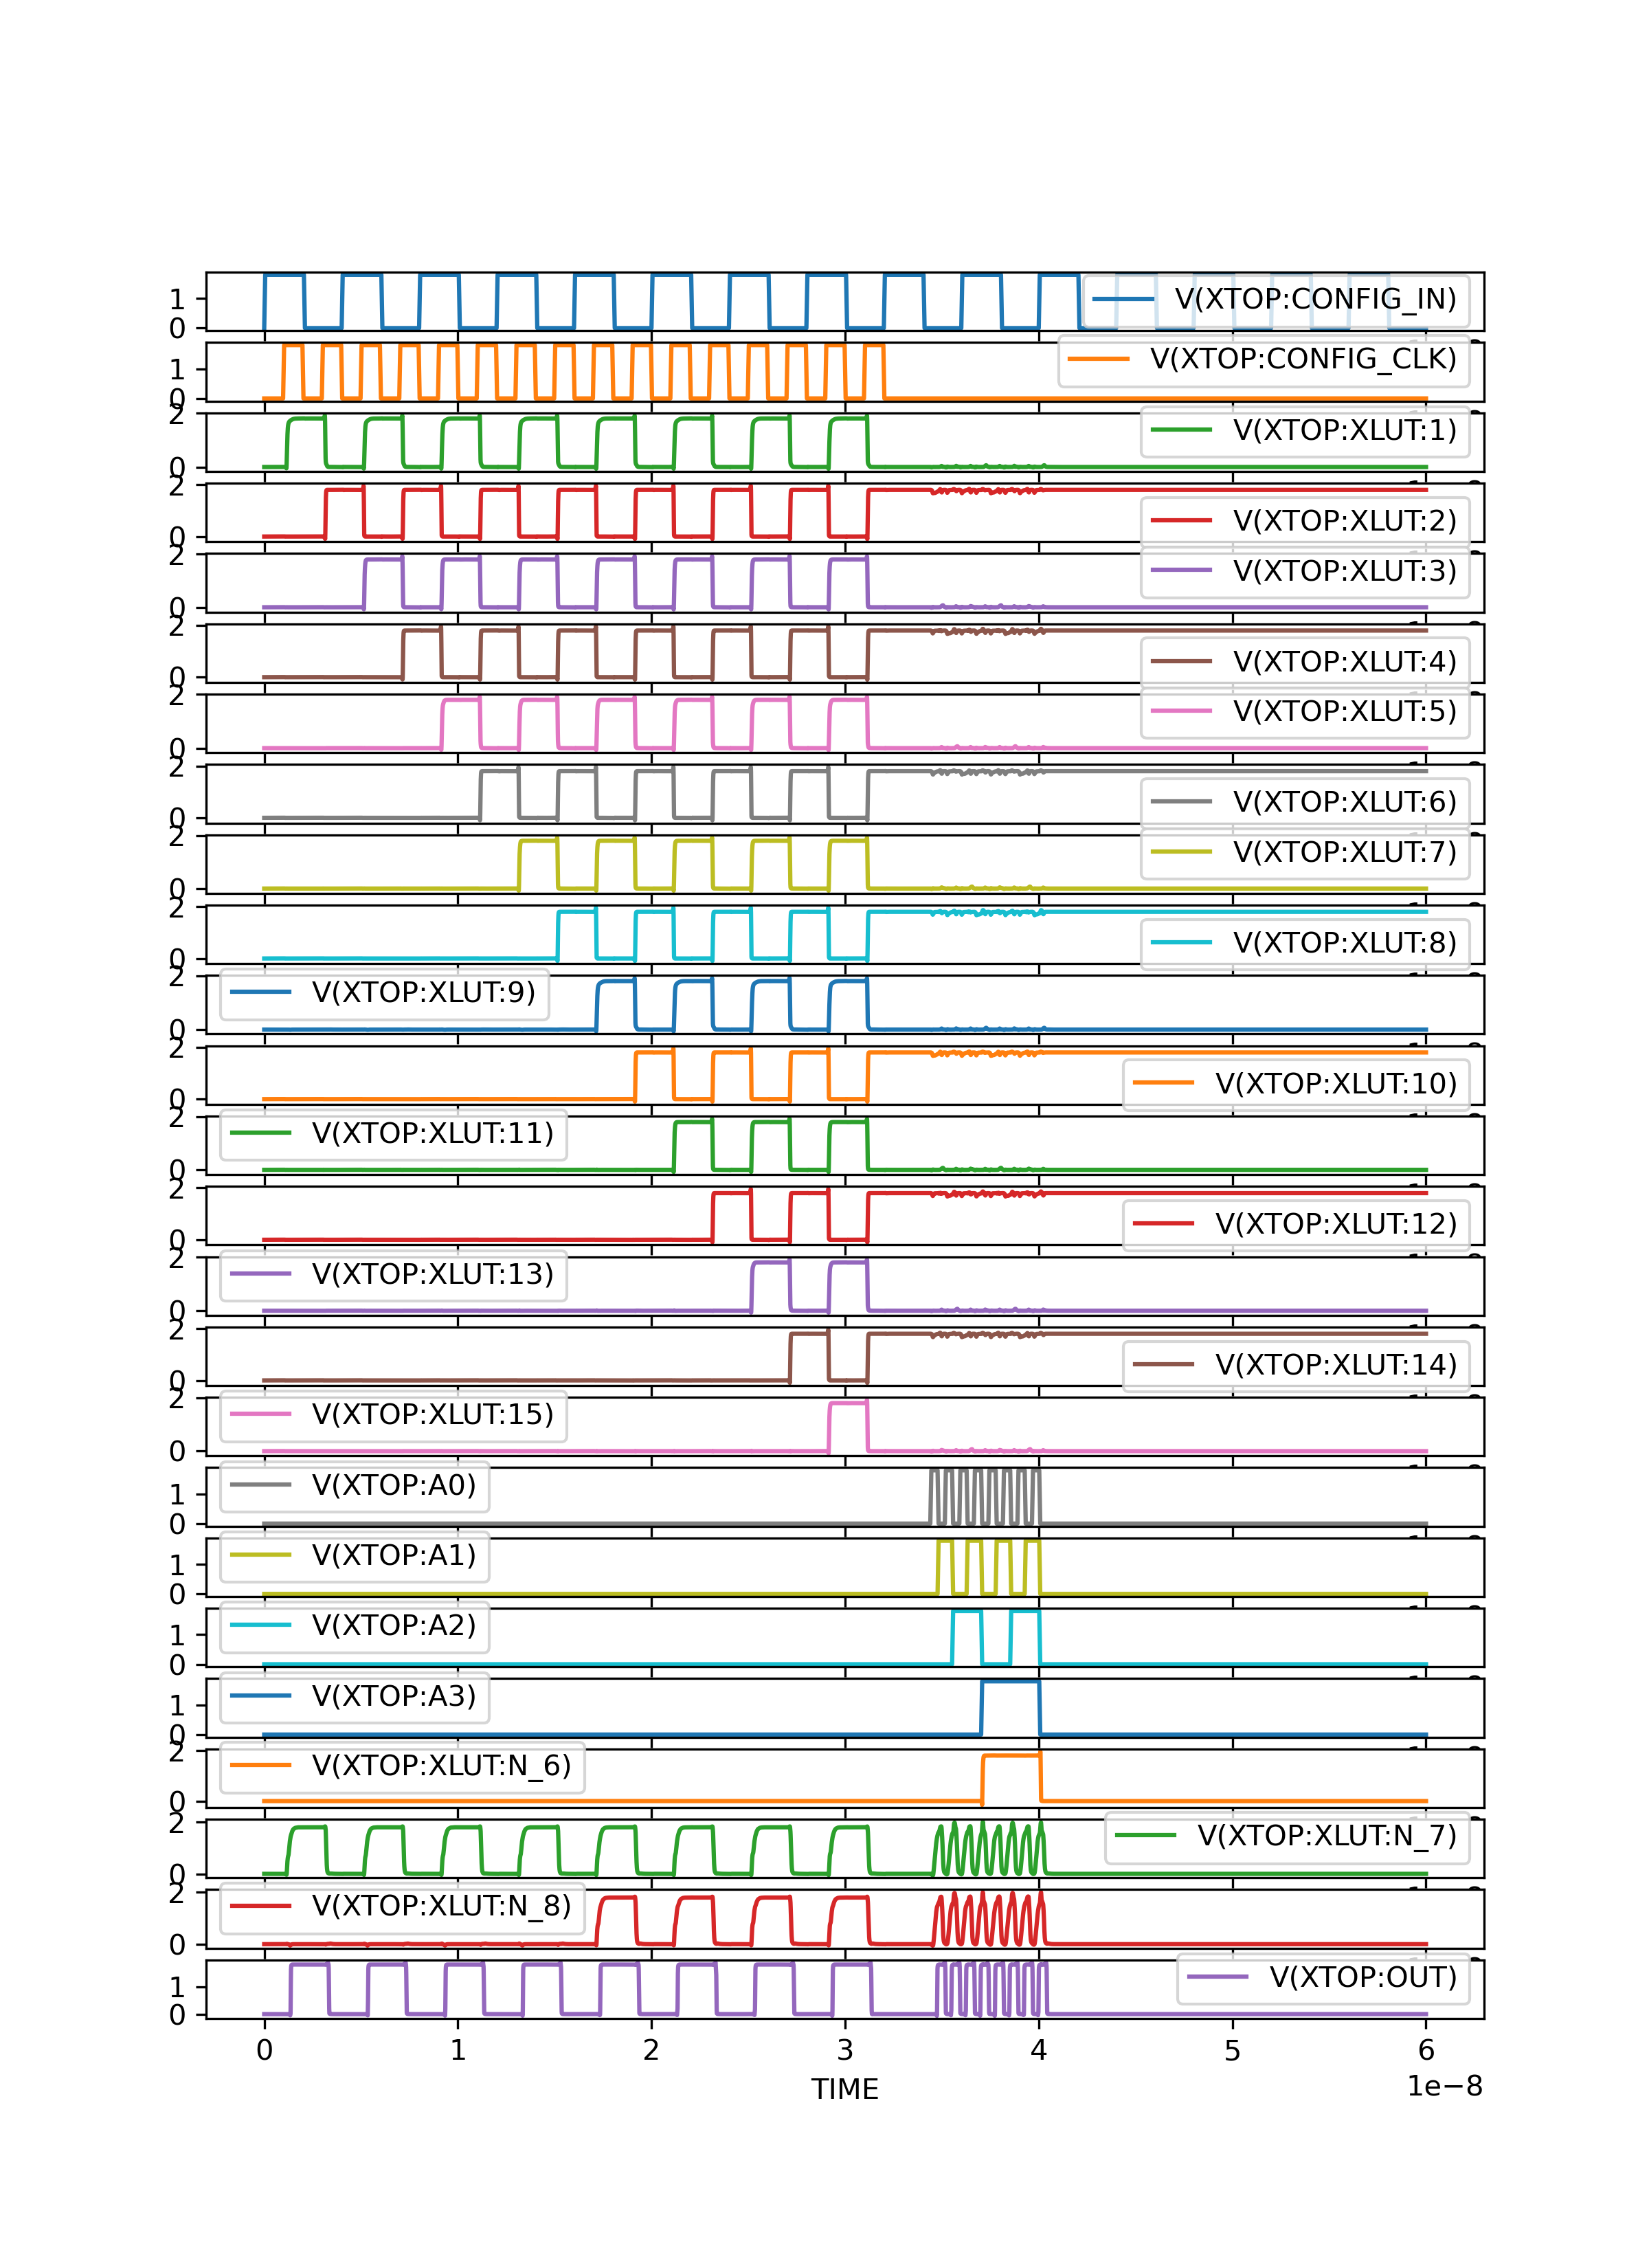 1
0
V(XTOP:CONFIG_IN)
1
0
V(XTOP:CONFIG_CLK)
2
0
V(XTOP:XLUT:1)
2
0
V(XTOP:XLUT:2)
2
0
V(XTOP:XLUT:3)
2
0
V(XTOP:XLUT:4)
2
0
V(XTOP:XLUT:5)
2
0
V(XTOP:XLUT:6)
2
0
V(XTOP:XLUT:7)
2
0
V(XTOP:XLUT:8)
2
0
V(XTOP:XLUT:9)
2
0
V(XTOP:XLUT:10)
2
0
V(XTOP:XLUT:11)
2
0
V(XTOP:XLUT:12)
2
0
V(XTOP:XLUT:13)
2
0
V(XTOP:XLUT:14)
2
0
V(XTOP:XLUT:15)
1
0
V(XTOP:A0)
1
0
V(XTOP:A1)
1
0
V(XTOP:A2)
1
0
V(XTOP:A3)
2
0
V(XTOP:XLUT:N_6)
2
0
V(XTOP:XLUT:N_7)
2
0
V(XTOP:XLUT:N_8)
1
0
V(XTOP:OUT)
0 1 2 3 4 5 6
TIME
1e−8